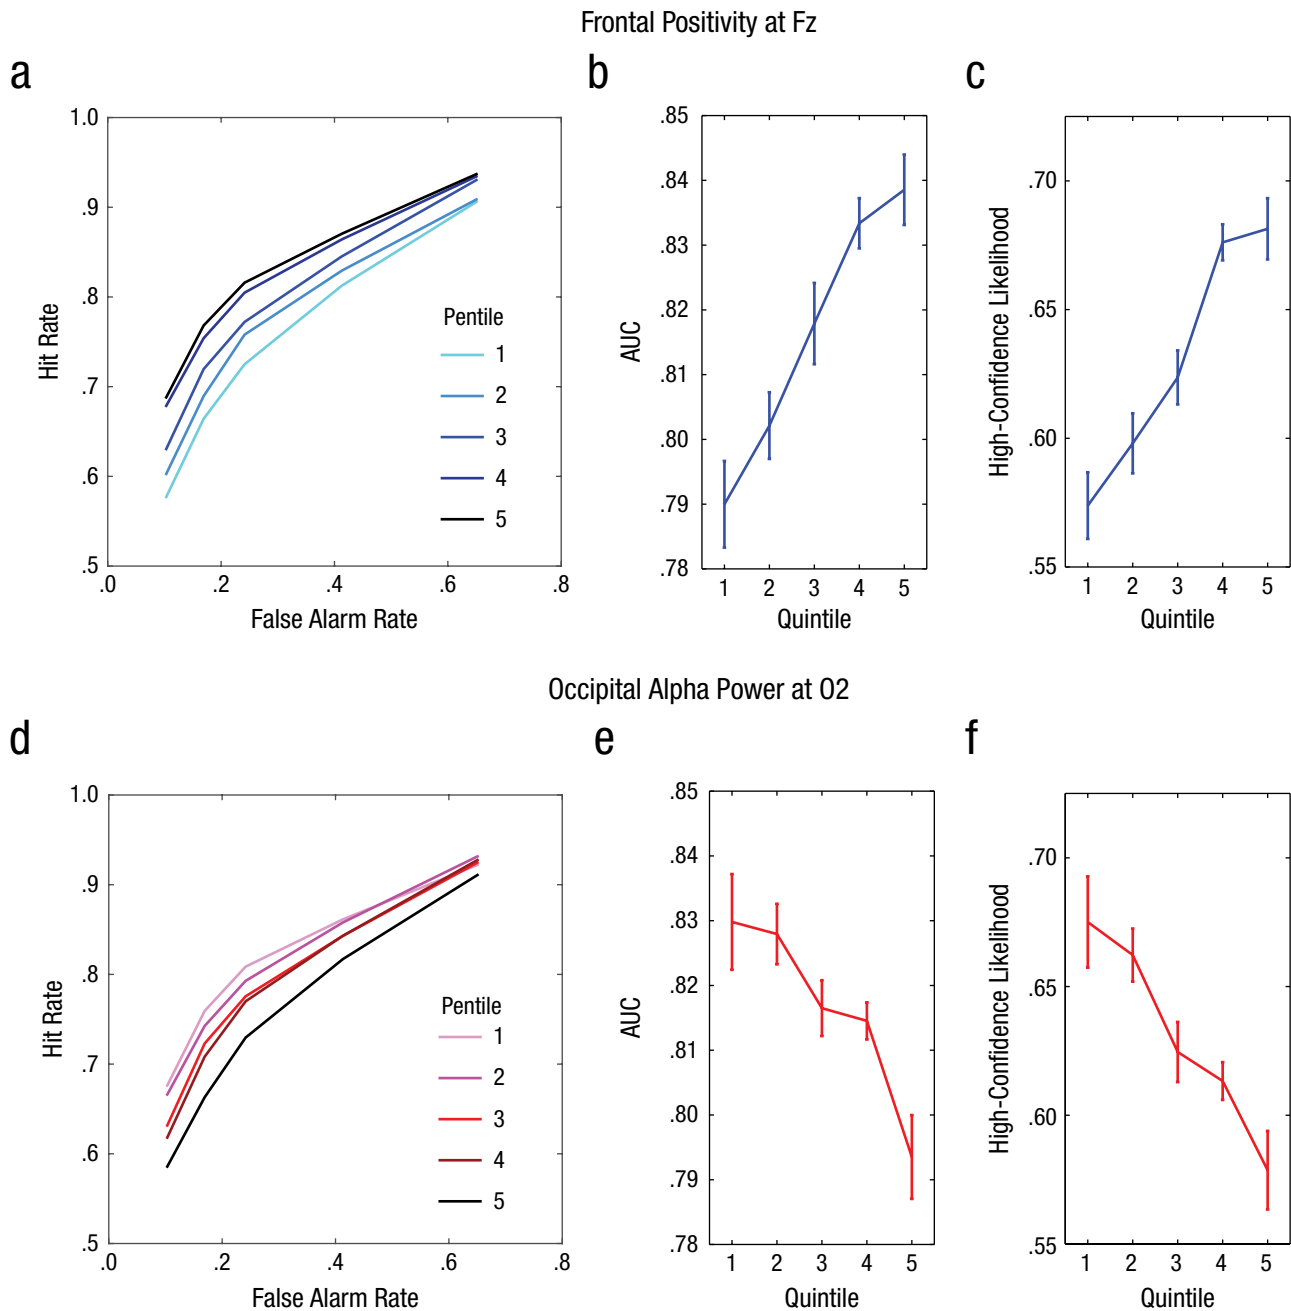 Frontal Positivity at Fz
a
1.0
.9
.8
.7
.6
.5
.0
.2
.4
.6
.8
Hit Rate
False Alarm Rate
Pentile
1
2
3
4
5
b
.85
.84
.83
.82
.81
.80
.79
.78
1 2 3 4 5
AUC
Quintile
c
.70
.65
.60
.55
1 2 3 4 5
High-Confidence Likelihood
Quintile
Occipital Alpha Power at O2
d
1.0
.9
.8
.7
.6
.5
.0
.2
.4
.6
.8
Hit Rate
False Alarm Rate
Pentile
1
2
3
4
5
e
.85
.84
.83
.82
.81
.80
.79
.78
1 2 3 4 5
AUC
Quintile
f
.70
.65
.60
.55
1 2 3 4 5
High-Confidence Likelihood
Quintile